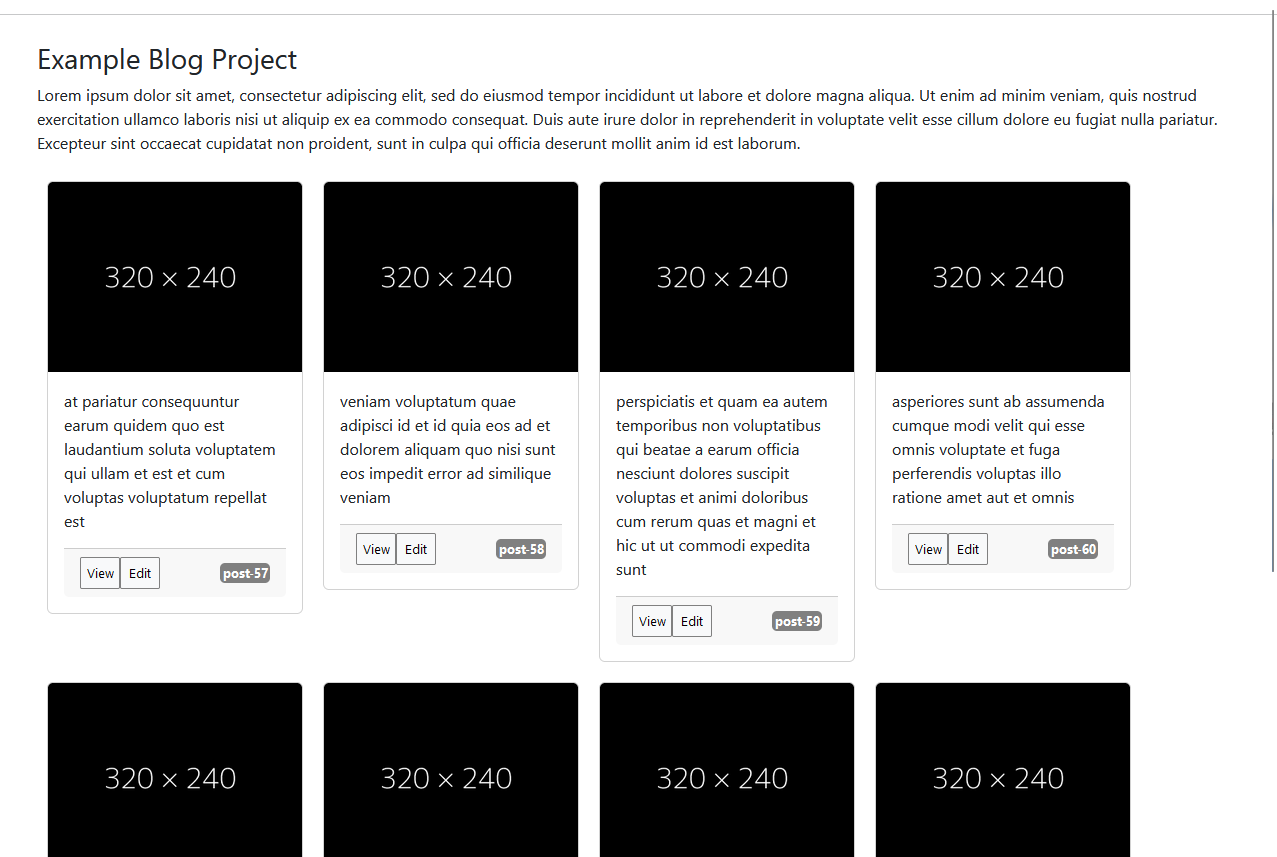 Example Blog Project
Lorem ipsum dolor sit amet, consectetur adipiscing elit, sed do eiusmod tempor incididunt ut labore et dolore magna aliqua. Ut enim ad minim veniam, quis nostrud
exercitation ullamco laboris nisi ut aliquip ex ea commodo consequat. Duis aute irure dolor in reprehenderit in voluptate velit esse cillum dolore eu fugiat nulla pariatur.
Excepteur sint occaecat cupidatat non proident, sunt in culpa qui officia deserunt mollit anim id est laborum.
320 × 240
at pariatur consequuntur
earum quidem quo est
laudantium soluta voluptatem
qui ullam et est et cum
voluptas voluptatum repellat
est
View Edit post-57
320 × 240
veniam voluptatum quae
adipisci id et id quia eos ad et
dolorem aliquam quo nisi sunt
eos impedit error ad similique
veniam
View Edit post-58
320 × 240
perspiciatis et quam ea autem
temporibus non voluptatibus
qui beatae a earum officia
nesciunt dolores suscipit
voluptas et animi doloribus
cum rerum quas et magni et
hic ut ut commodi expedita
sunt
View Edit post-59
320 × 240
asperiores sunt ab assumenda
cumque modi velit qui esse
omnis voluptate et fuga
perferendis voluptas illo
ratione amet aut et omnis
View Edit post-60
320 × 240
320 × 240
320 × 240
320 × 240